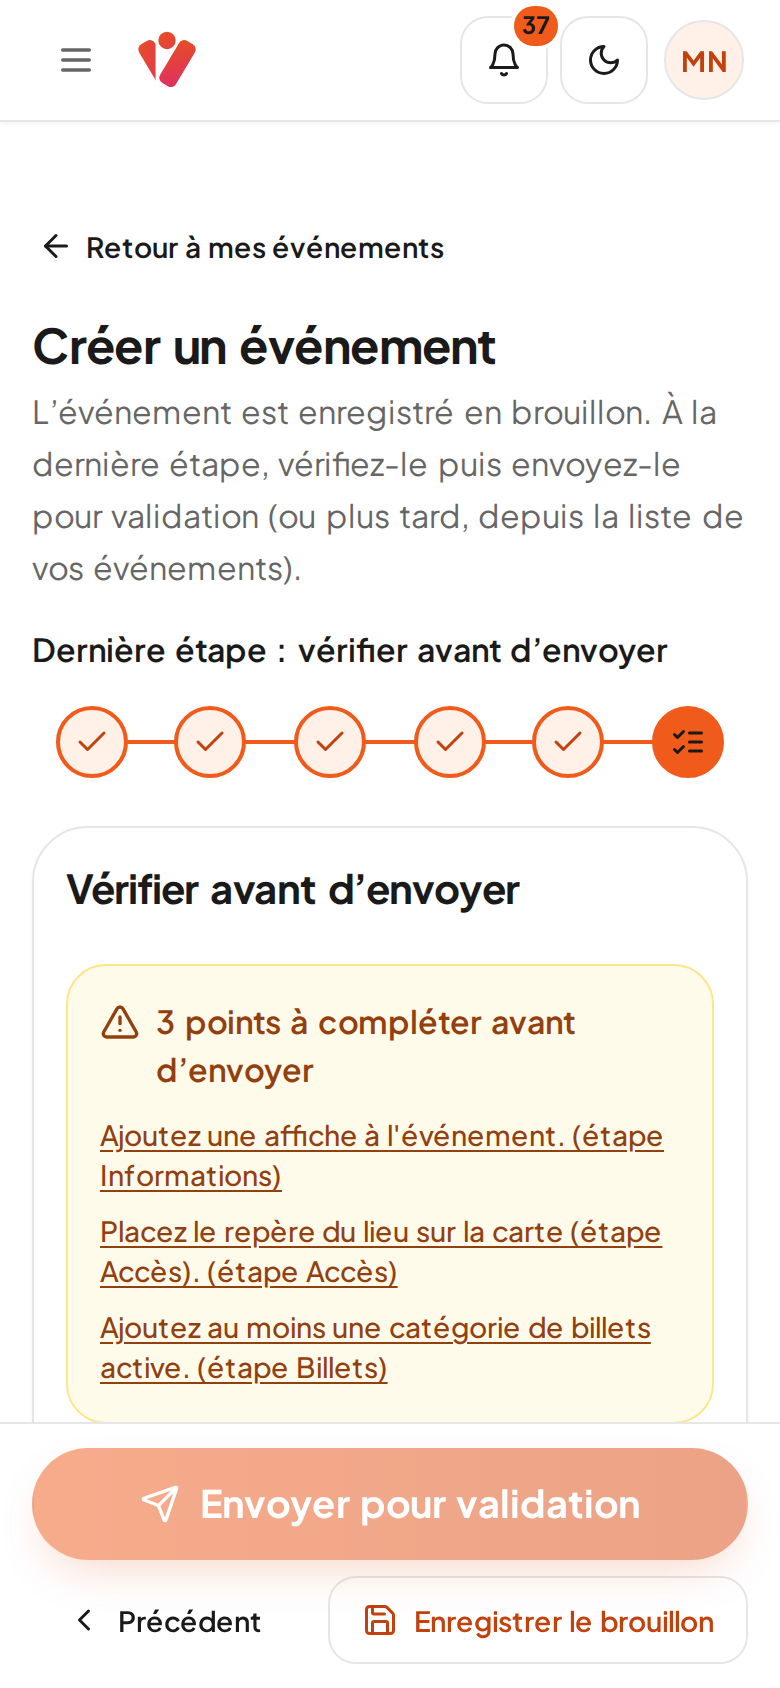 37
MN
Retour à mes événements
Créer un événement
L’événement est enregistré en brouillon. À la
dernière étape, vérifiez-le puis envoyez-le
pour validation (ou plus tard, depuis la liste de
vos événements).
Dernière étape : vérifier avant d’envoyer
Vérifier avant d’envoyer
3 points à compléter avant
d’envoyer
Ajoutez une affiche à l'événement. (étape
Informations)
Placez le repère du lieu sur la carte (étape
Accès). (étape Accès)
Ajoutez au moins une catégorie de billets
active. (étape Billets)
Envoyer pour validation
Précédent
Enregistrer le brouillon